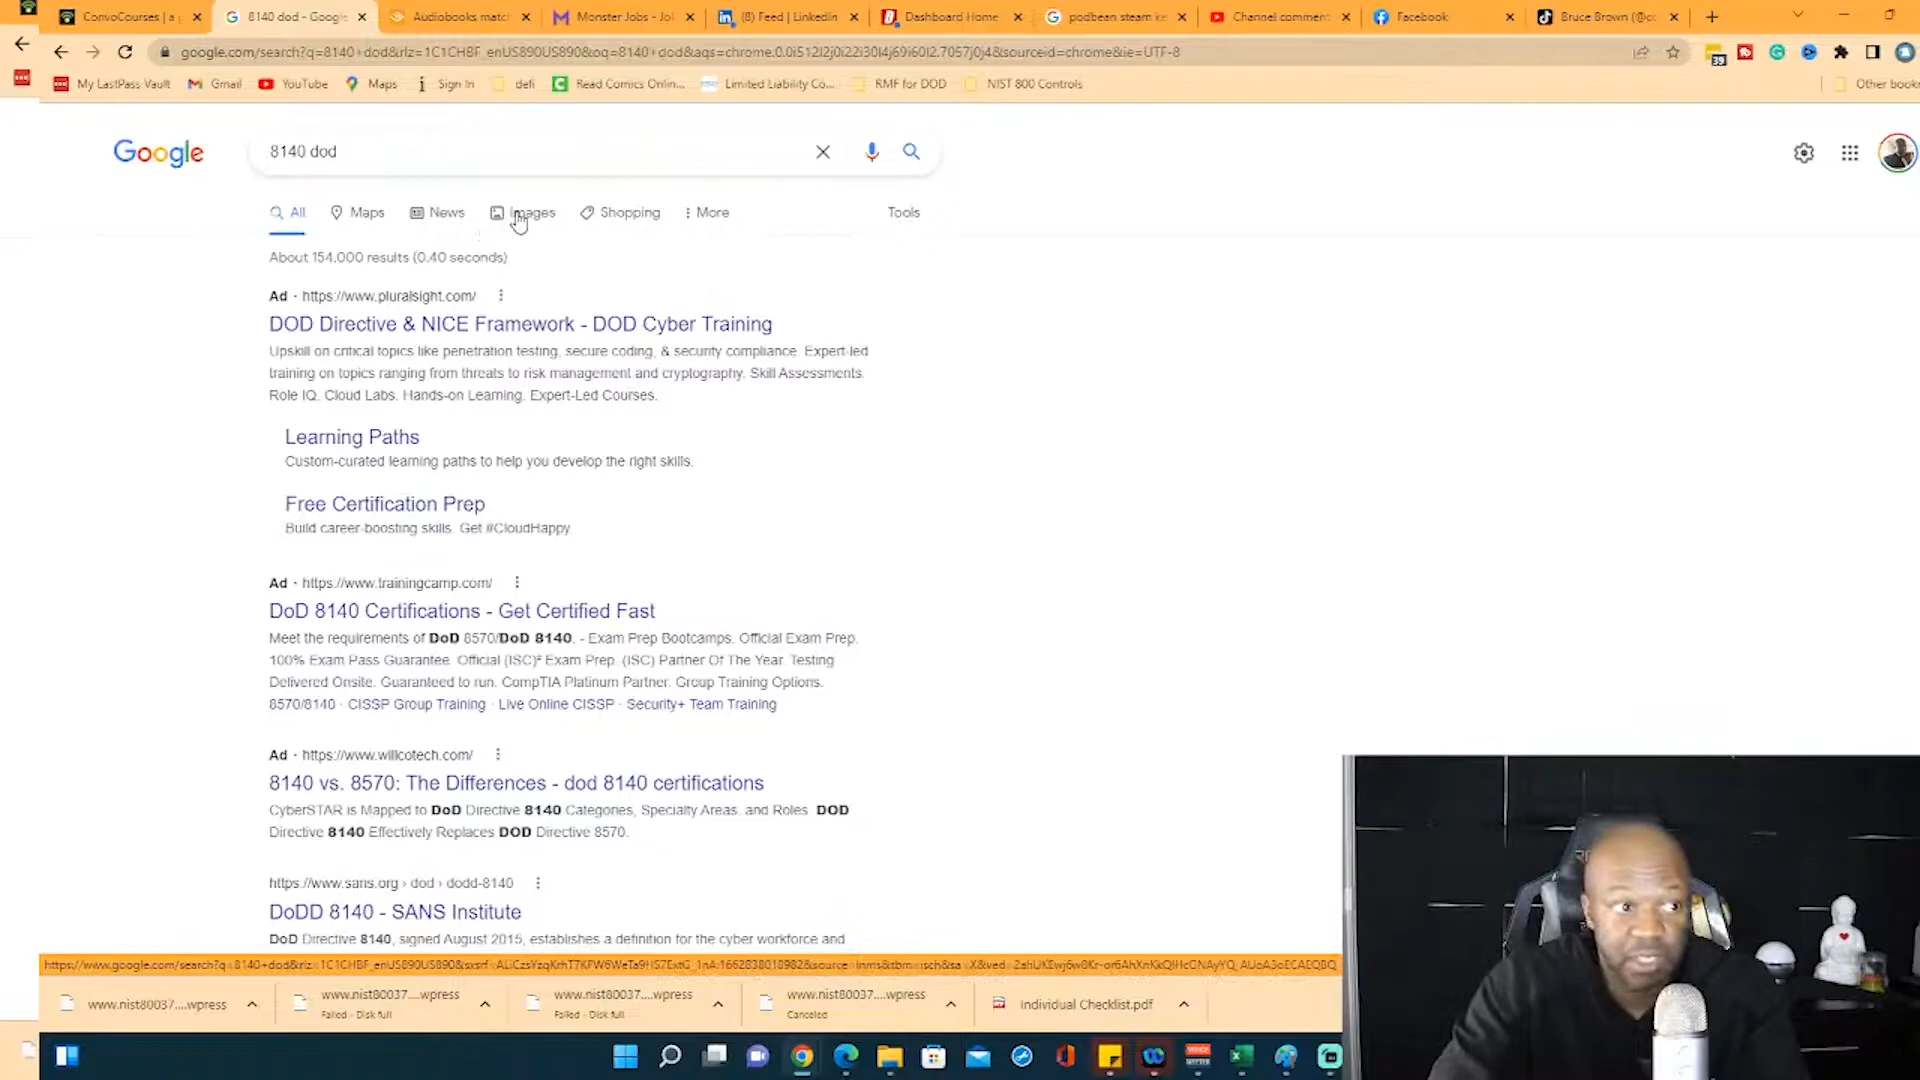 ConvoCourses | a g
8140 dod - Google
Audiobooks match
Monster Jobs - Jol
(8) Feed | LinkedIn
Dashboard Home
podbean steam ke
Channel comment
Facebook
Bruce Brown (@cc
google.com/search?q=8140+dod&rlz=1C1CHBF_enUS890US890&oq=8140+dod&aqs=chrome.0.0i512l2j0i22i30l4j69i60l2.7057j0j4&sourceid=chrome&ie=UTF-8
39
My LastPass Vault
Gmail
YouTube
Maps
Sign In
defi
Read Comics Onlin...
Limited Liability Co...
RMF for DOD
NIST 800 Controls
Other book
Google
8140 dod
All
Maps
News
Images
Shopping
More
Tools
About 154,000 results (0.40 seconds)
Ad · https://www.pluralsight.com/
DOD Directive & NICE Framework - DOD Cyber Training
Upskill on critical topics like penetration testing, secure coding, & security compliance. Expert-led
training on topics ranging from threats to risk management and cryptography. Skill Assessments.
Role IQ. Cloud Labs. Hands-on Learning. Expert-Led Courses.
Learning Paths
Custom-curated learning paths to help you develop the right skills.
Free Certification Prep
Build career-boosting skills. Get #CloudHappy
Ad · https://www.trainingcamp.com/
DoD 8140 Certifications - Get Certified Fast
Meet the requirements of DoD 8570/DoD 8140. - Exam Prep Bootcamps. Official Exam Prep.
100% Exam Pass Guarantee. Official (ISC)² Exam Prep. (ISC) Partner Of The Year. Testing
Delivered Onsite. Guaranteed to run. CompTIA Platinum Partner. Group Training Options.
8570/8140 · CISSP Group Training · Live Online CISSP · Security+ Team Training
Ad · https://www.willcotech.com/
8140 vs. 8570: The Differences - dod 8140 certifications
CyberSTAR is Mapped to DoD Directive 8140 Categories, Specialty Areas, and Roles DOD
Directive 8140 Effectively Replaces DOD Directive 8570.
https://www.sans.org › dod › dodd-8140
DoDD 8140 - SANS Institute
DoD Directive 8140, signed August 2015, establishes a definition for the cyber workforce and
www.nist80037....wpress
www.nist80037....wpress
Failed - Disk full
www.nist80037....wpress
Failed - Disk full
www.nist80037....wpress
Canceled
Individual Checklist.pdf